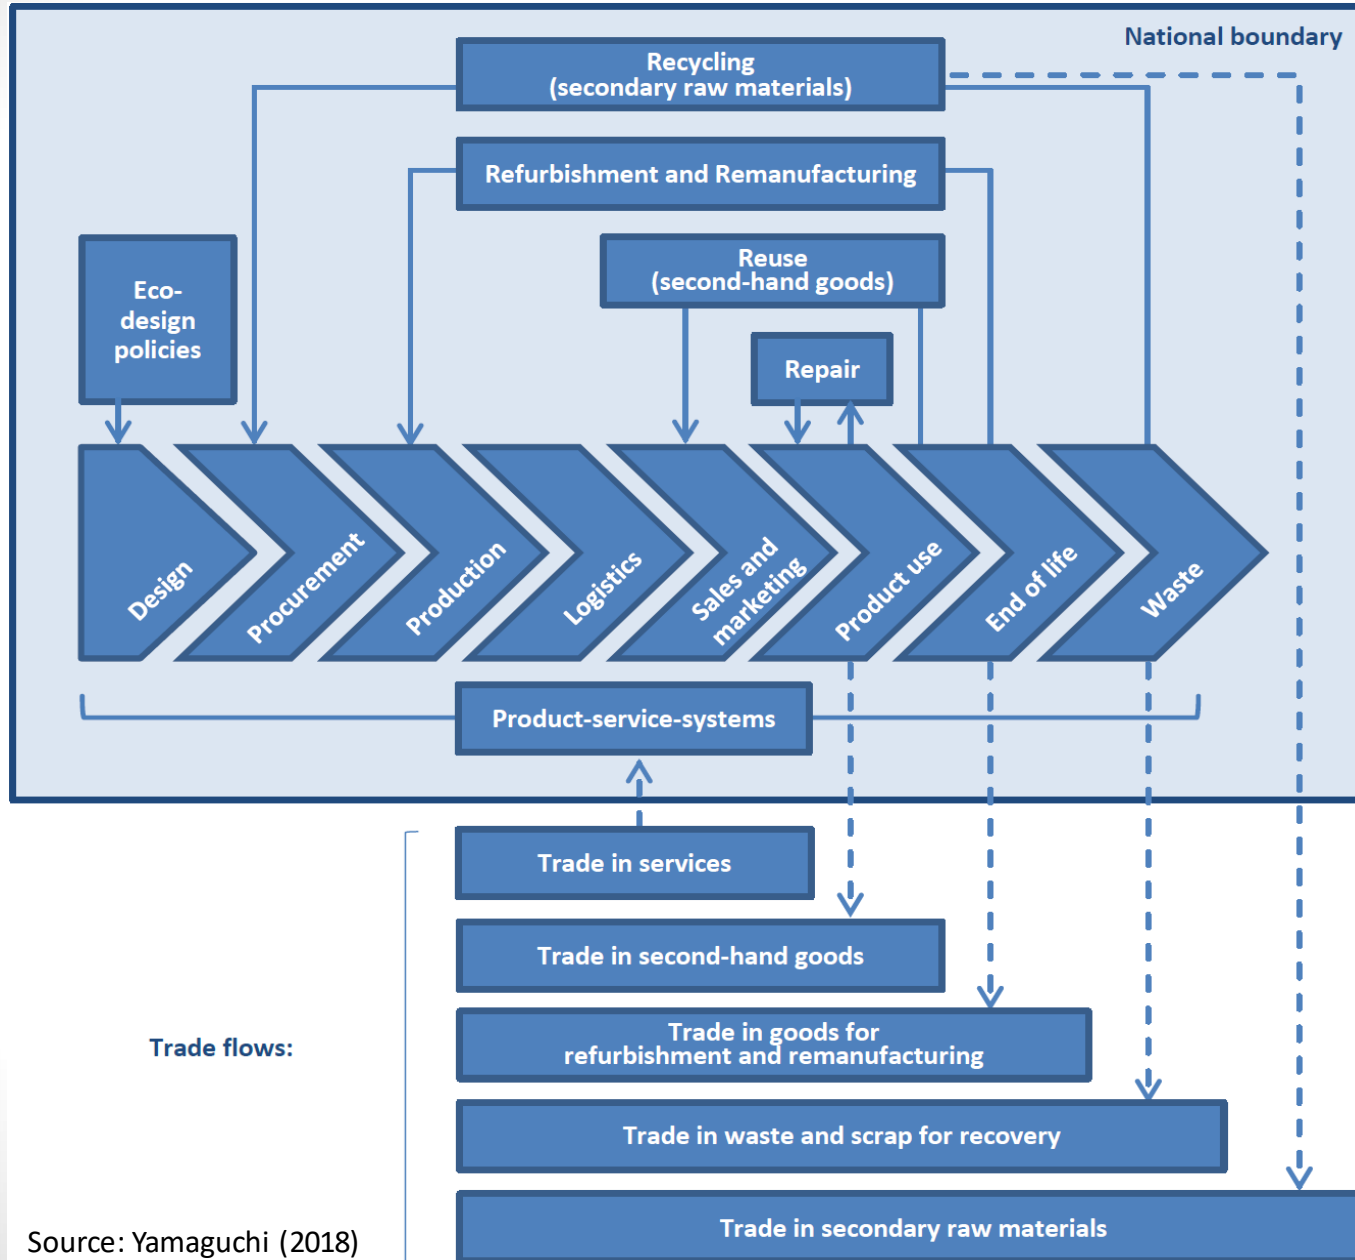 National boundary
Recycling
(secondary raw materials)
Refurbishment and Remanufacturing
Reuse
(second-hand goods)
Eco-
design
policies
Repair
Design
Procurement
Production
Logistics
Sales and
marketing
Product use
End of life
Waste
Product-service-systems
Trade in services
Trade in second-hand goods
Trade flows:
Trade in goods for
refurbishment and remanufacturing
Trade in waste and scrap for recovery
Trade in secondary raw materials
Source: Yamaguchi (2018)